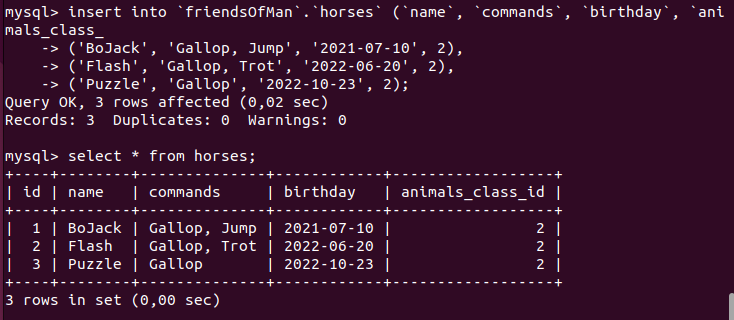 mysql> insert into `friendsOfMan`.`horses` (`name`, `commands`, `birthday`, `ani
mals_class_
    -> ('BoJack', 'Gallop, Jump', '2021-07-10', 2),
    -> ('Flash', 'Gallop, Trot', '2022-06-20', 2),
    -> ('Puzzle', 'Gallop', '2022-10-23', 2);
Query OK, 3 rows affected (0,02 sec)
Records: 3  Duplicates: 0  Warnings: 0

mysql> select * from horses;
+----+--------+--------------+------------+------------------+
| id | name   | commands     | birthday   | animals_class_id |
+----+--------+--------------+------------+------------------+
|  1 | BoJack | Gallop, Jump | 2021-07-10 |                2 |
|  2 | Flash  | Gallop, Trot | 2022-06-20 |                2 |
|  3 | Puzzle | Gallop       | 2022-10-23 |                2 |
+----+--------+--------------+------------+------------------+
3 rows in set (0,00 sec)